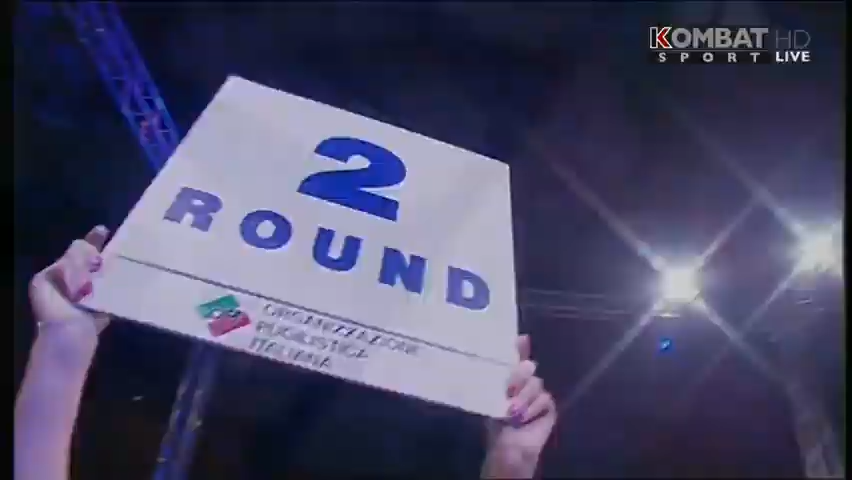 KOMBAT HD
SPORT LIVE
2
ROUND
ORGANIZZAZIONE
PUGILISTICA
ITALIANA